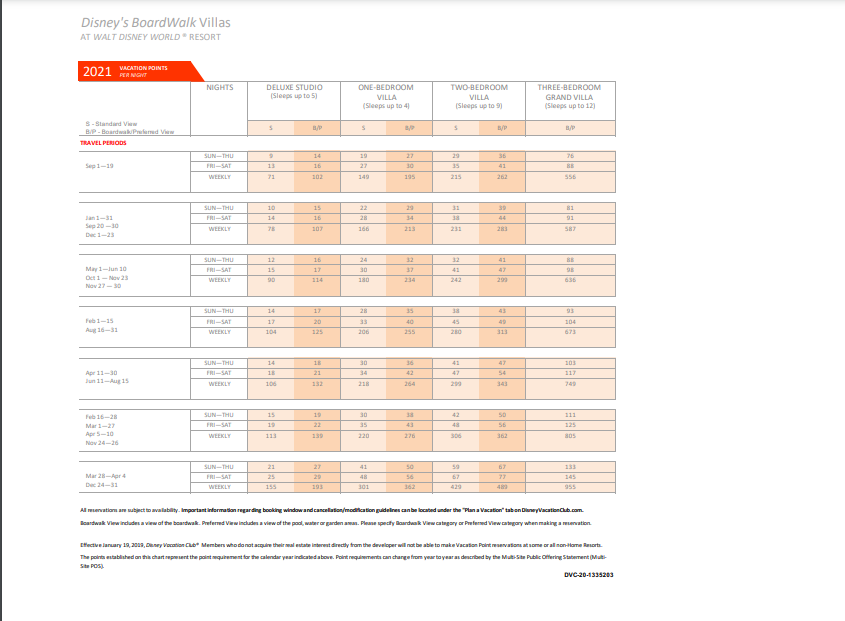 Disney's BoardWalk Villas
AT WALT DISNEY WORLD ® RESORT
2021 VACATION POINTS
PER NIGHT
NIGHTS DELUXE STUDIO ONE-BEDROOM TWO-BEDROOM THREE-BEDROOM
(Sleeps up to 5) VILLA VILLA GRAND VILLA
(Sleeps up to 4) (Sleeps up to 9) (Sleeps up to 12)
S - Standard View
B/P - Boardwalk/Preferred View
S B/P S B/P S B/P B/P
TRAVEL PERIODS
SUN—THU 9 14 19 27 29 36 76
Sep 1—19 FRI—SAT 13 16 27 30 35 41 88
WEEKLY 71 102 149 195 215 262 556
SUN—THU 10 15 22 29 31 39 81
Jan 1—31 FRI—SAT 14 16 28 34 38 44 91
Sep 20 —30 WEEKLY 78 107 166 213 231 283 587
Dec 1—23
SUN—THU 12 16 24 32 32 41 88
May 1—Jun 10 FRI—SAT 15 17 30 37 41 47 98
Oct 1 — Nov 23 WEEKLY 90 114 180 234 242 299 636
Nov 27 — 30
SUN—THU 14 17 28 35 38 43 93
Feb 1—15 FRI—SAT 17 20 33 40 45 49 104
Aug 16—31 WEEKLY 104 125 206 255 280 313 673
SUN—THU 14 18 30 36 41 47 103
Apr 11—30 FRI—SAT 18 21 34 42 47 54 117
Jun 11—Aug 15 WEEKLY 106 132 218 264 299 343 749
Feb 16—28 SUN—THU 15 19 30 38 42 50 111
Mar 1—27 FRI—SAT 19 22 35 43 48 56 125
Apr 5—10 WEEKLY 113 139 220 276 306 362 805
Nov 24—26
SUN—THU 21 27 41 50 59 67 133
Mar 28—Apr 4 FRI—SAT 25 29 48 56 67 77 145
Dec 24—31 WEEKLY 155 193 301 362 429 489 955
All reservations are subject to availability. Important information regarding booking window and cancellation/modification guidelines can be located under the "Plan a Vacation" tab on DisneyVacationClub.com.
Boardwalk View includes a view of the boardwalk. Preferred View includes a view of the pool, water or garden areas. Please specify Boardwalk View category or Preferred View category when making a reservation.
Effective January 19, 2019, Disney Vacation Club® Members who do not acquire their real estate interest directly from the developer will not be able to make Vacation Point reservations at some or all non-Home Resorts.
The points established on this chart represent the point requirement for the calendar year indicated above. Point requirements can change from year to year as described by the Multi-Site Public Offering Statement (Multi-
Site POS).
DVC-20-1335203